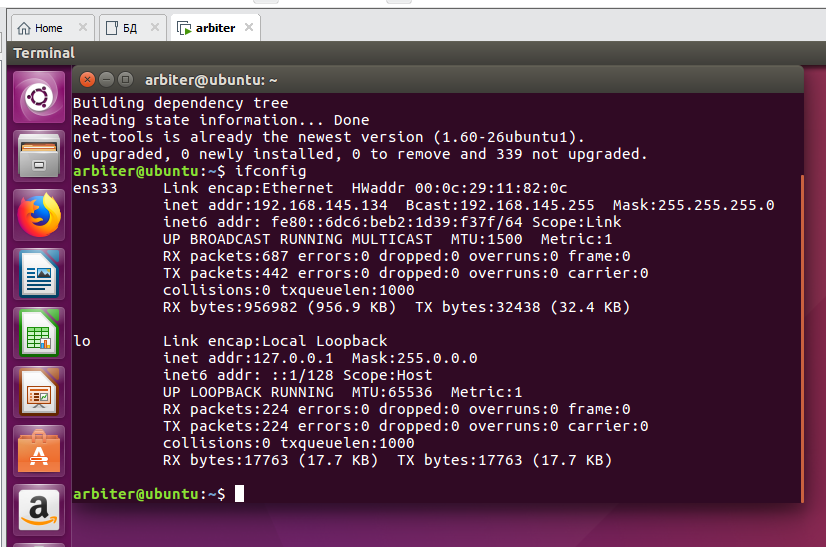 Home
БД
arbiter
Terminal
arbiter@ubuntu: ~
Building dependency tree
Reading state information... Done
net-tools is already the newest version (1.60-26ubuntu1).
0 upgraded, 0 newly installed, 0 to remove and 339 not upgraded.
arbiter@ubuntu:~$ ifconfig
ens33     Link encap:Ethernet  HWaddr 00:0c:29:11:82:0c
          inet addr:192.168.145.134  Bcast:192.168.145.255  Mask:255.255.255.0
          inet6 addr: fe80::6dc6:beb2:1d39:f37f/64 Scope:Link
          UP BROADCAST RUNNING MULTICAST  MTU:1500  Metric:1
          RX packets:687 errors:0 dropped:0 overruns:0 frame:0
          TX packets:442 errors:0 dropped:0 overruns:0 carrier:0
          collisions:0 txqueuelen:1000
          RX bytes:956982 (956.9 KB)  TX bytes:32438 (32.4 KB)

lo        Link encap:Local Loopback
          inet addr:127.0.0.1  Mask:255.0.0.0
          inet6 addr: ::1/128 Scope:Host
          UP LOOPBACK RUNNING  MTU:65536  Metric:1
          RX packets:224 errors:0 dropped:0 overruns:0 frame:0
          TX packets:224 errors:0 dropped:0 overruns:0 carrier:0
          collisions:0 txqueuelen:1000
          RX bytes:17763 (17.7 KB)  TX bytes:17763 (17.7 KB)

arbiter@ubuntu:~$